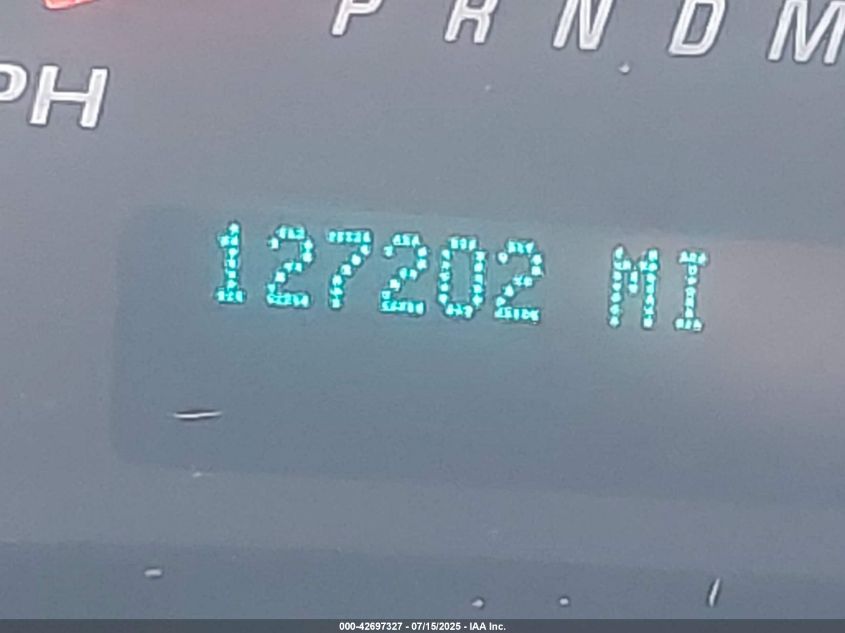 P R N D M
PH
127202 MI
000-42697327 - 07/15/2025 - IAA Inc.